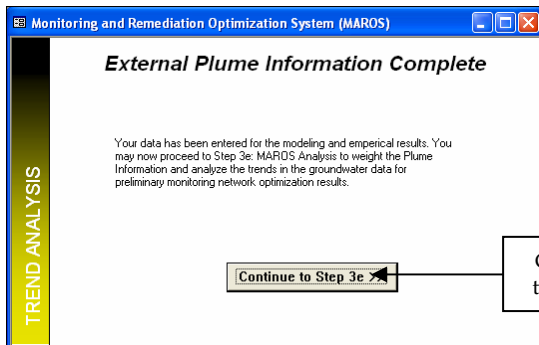 Monitoring and Remediation Optimization System (MAROS)
External Plume Information Complete
Your data has been entered for the modeling and emperical results. You
may now proceed to Step 3e: MAROS Analysis to weight the Plume
Information and analyze the trends in the groundwater data for
preliminary monitoring network optimization results.
TREND ANALYSIS
Continue to Step 3e